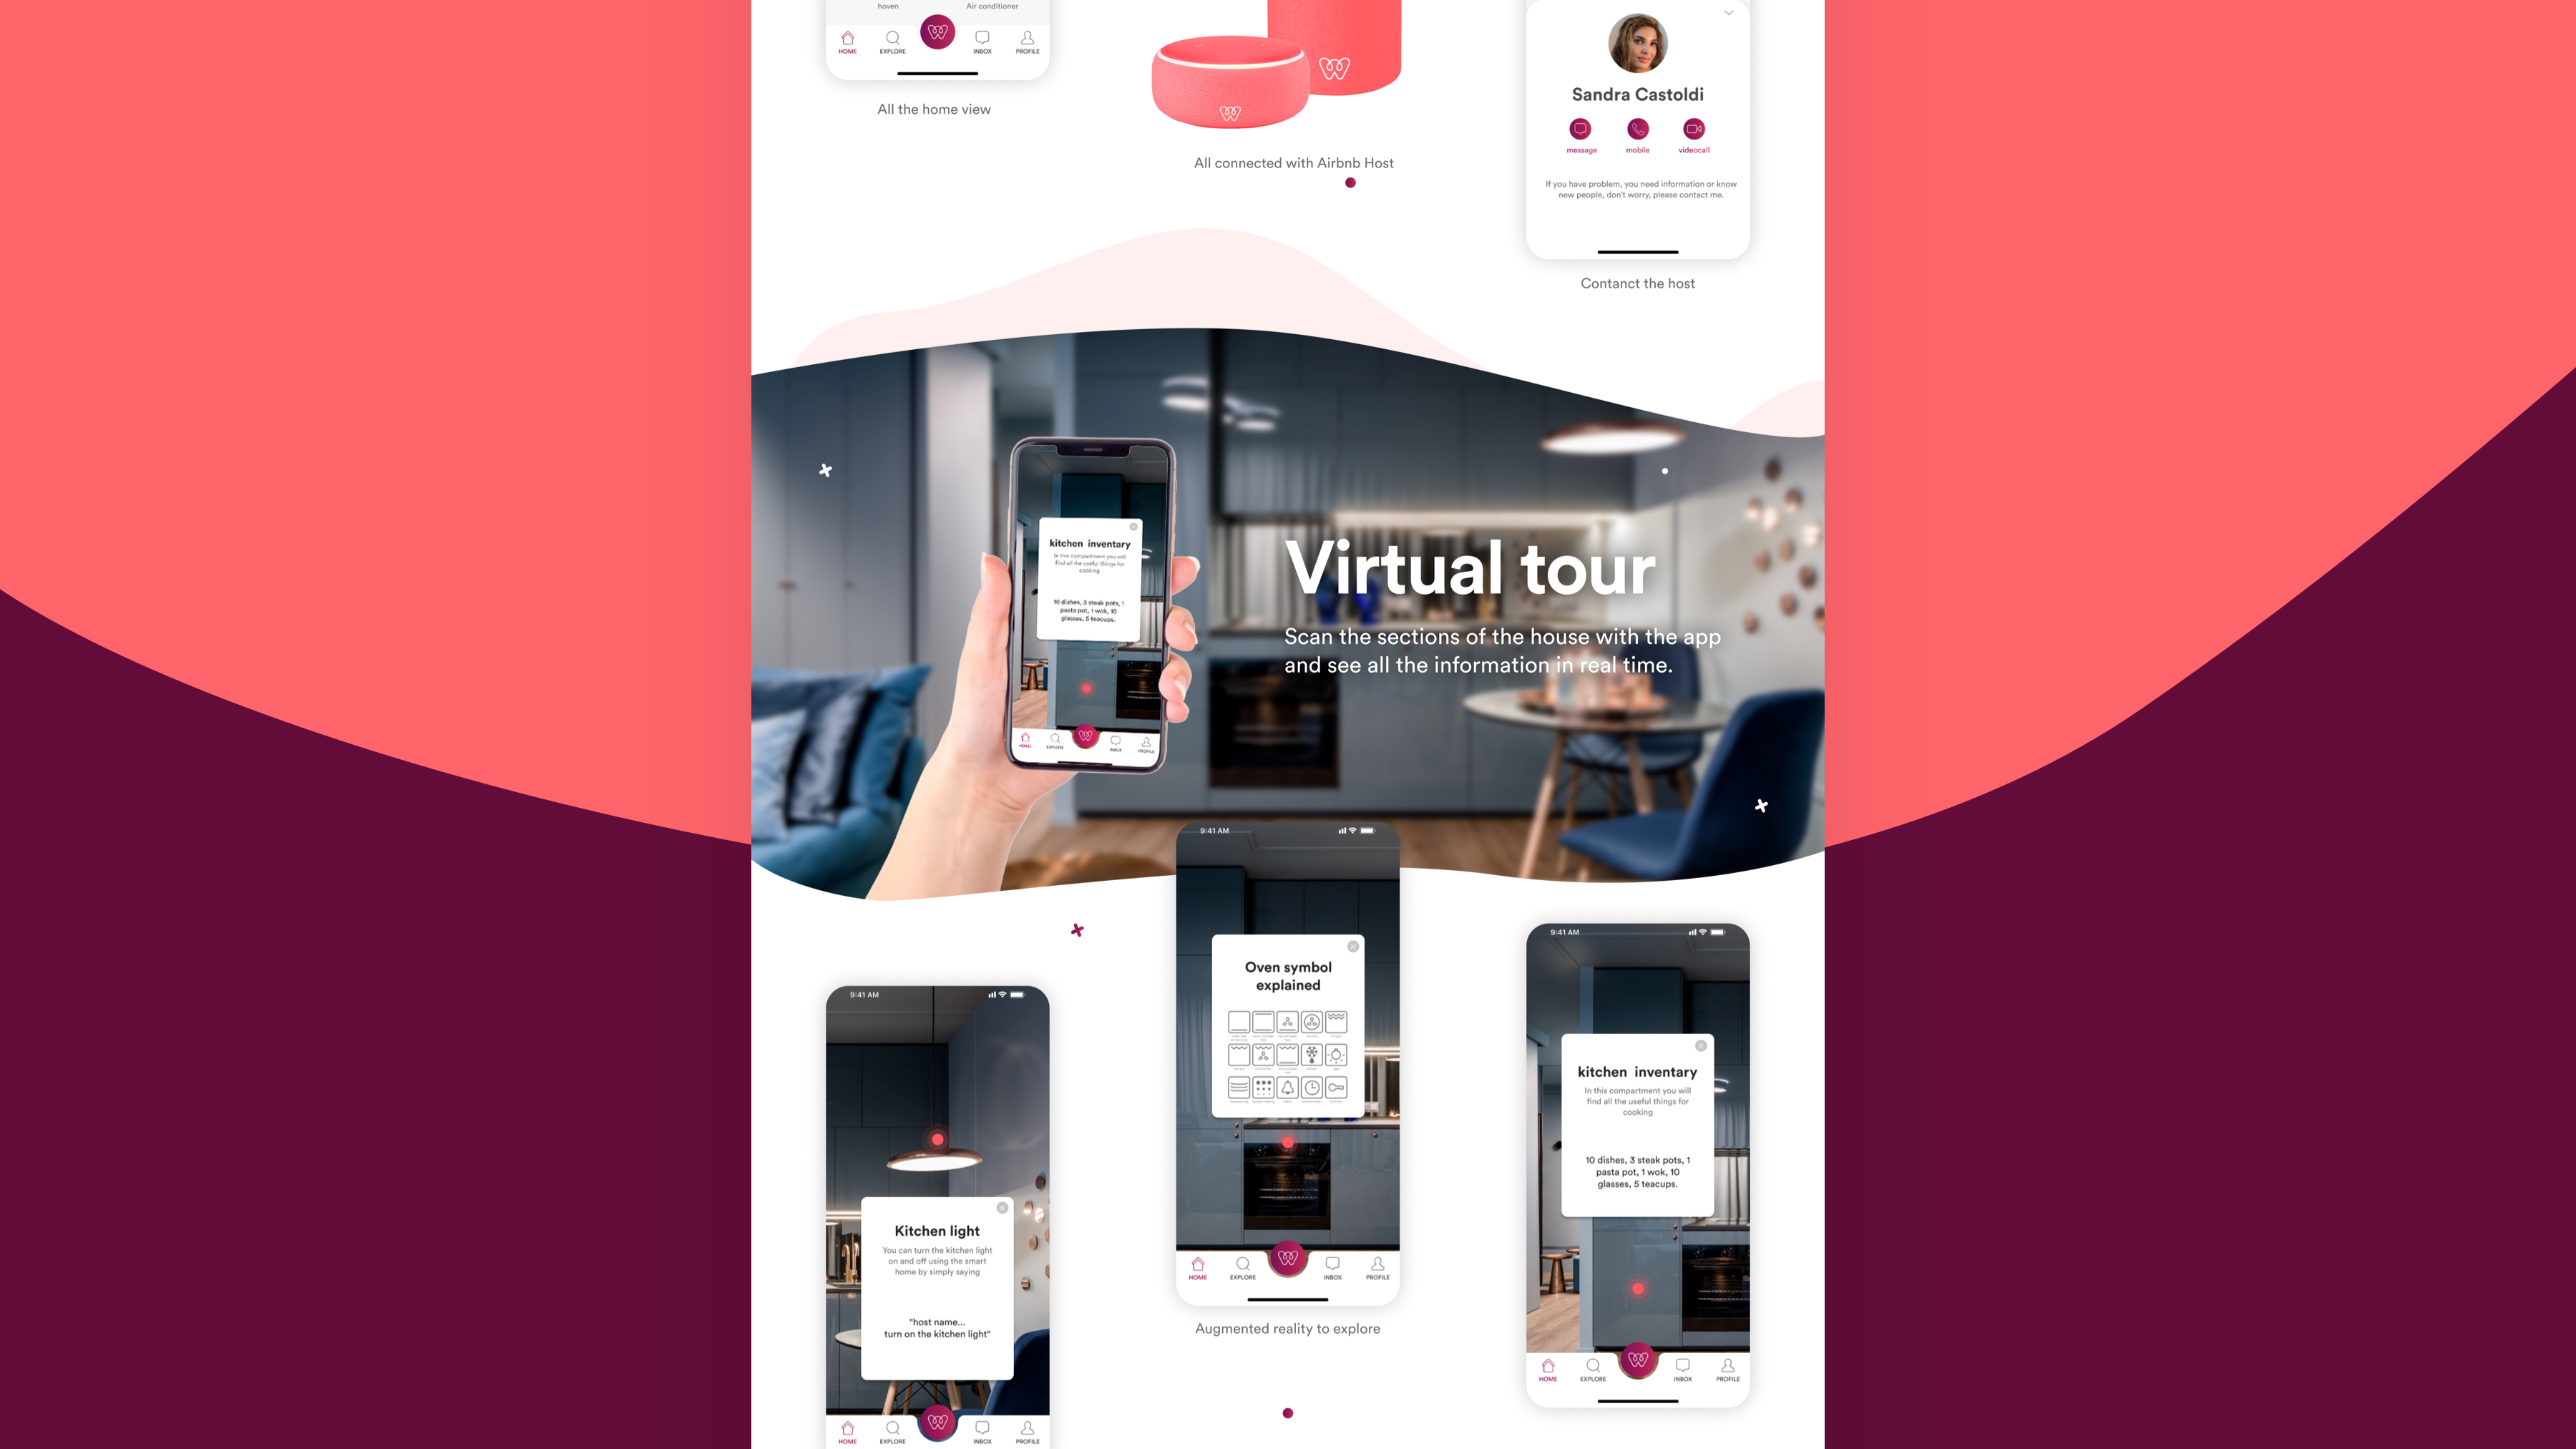 hoven
Air conditioner
HOME
EXPLORE
INBOX
PROFILE
All the home view
All connected with Airbnb Host
Sandra Castoldi
message
mobile
videocall
If you have problem, you need information or know
new people, don't worry, please contact me.
Contanct the host
kitchen inventary
In this compartment you will
find all the useful things for
cooking
10 dishes, 3 steak pots, 1
pasta pot, 1 wok, 10
glasses, 5 teacups.
HOME
EXPLORE
INBOX
PROFILE
Virtual tour
Scan the sections of the house with the app
and see all the information in real time.
9:41 AM
Kitchen light
You can turn the kitchen light
on and off using the smart
home by simply saying
"host name...
turn on the kitchen light"
HOME
EXPLORE
INBOX
PROFILE
9:41 AM
Oven symbol
explained
HOME
EXPLORE
INBOX
PROFILE
Augmented reality to explore
9:41 AM
kitchen inventary
In this compartment you will
find all the useful things for
cooking
10 dishes, 3 steak pots, 1
pasta pot, 1 wok, 10
glasses, 5 teacups.
HOME
EXPLORE
INBOX
PROFILE